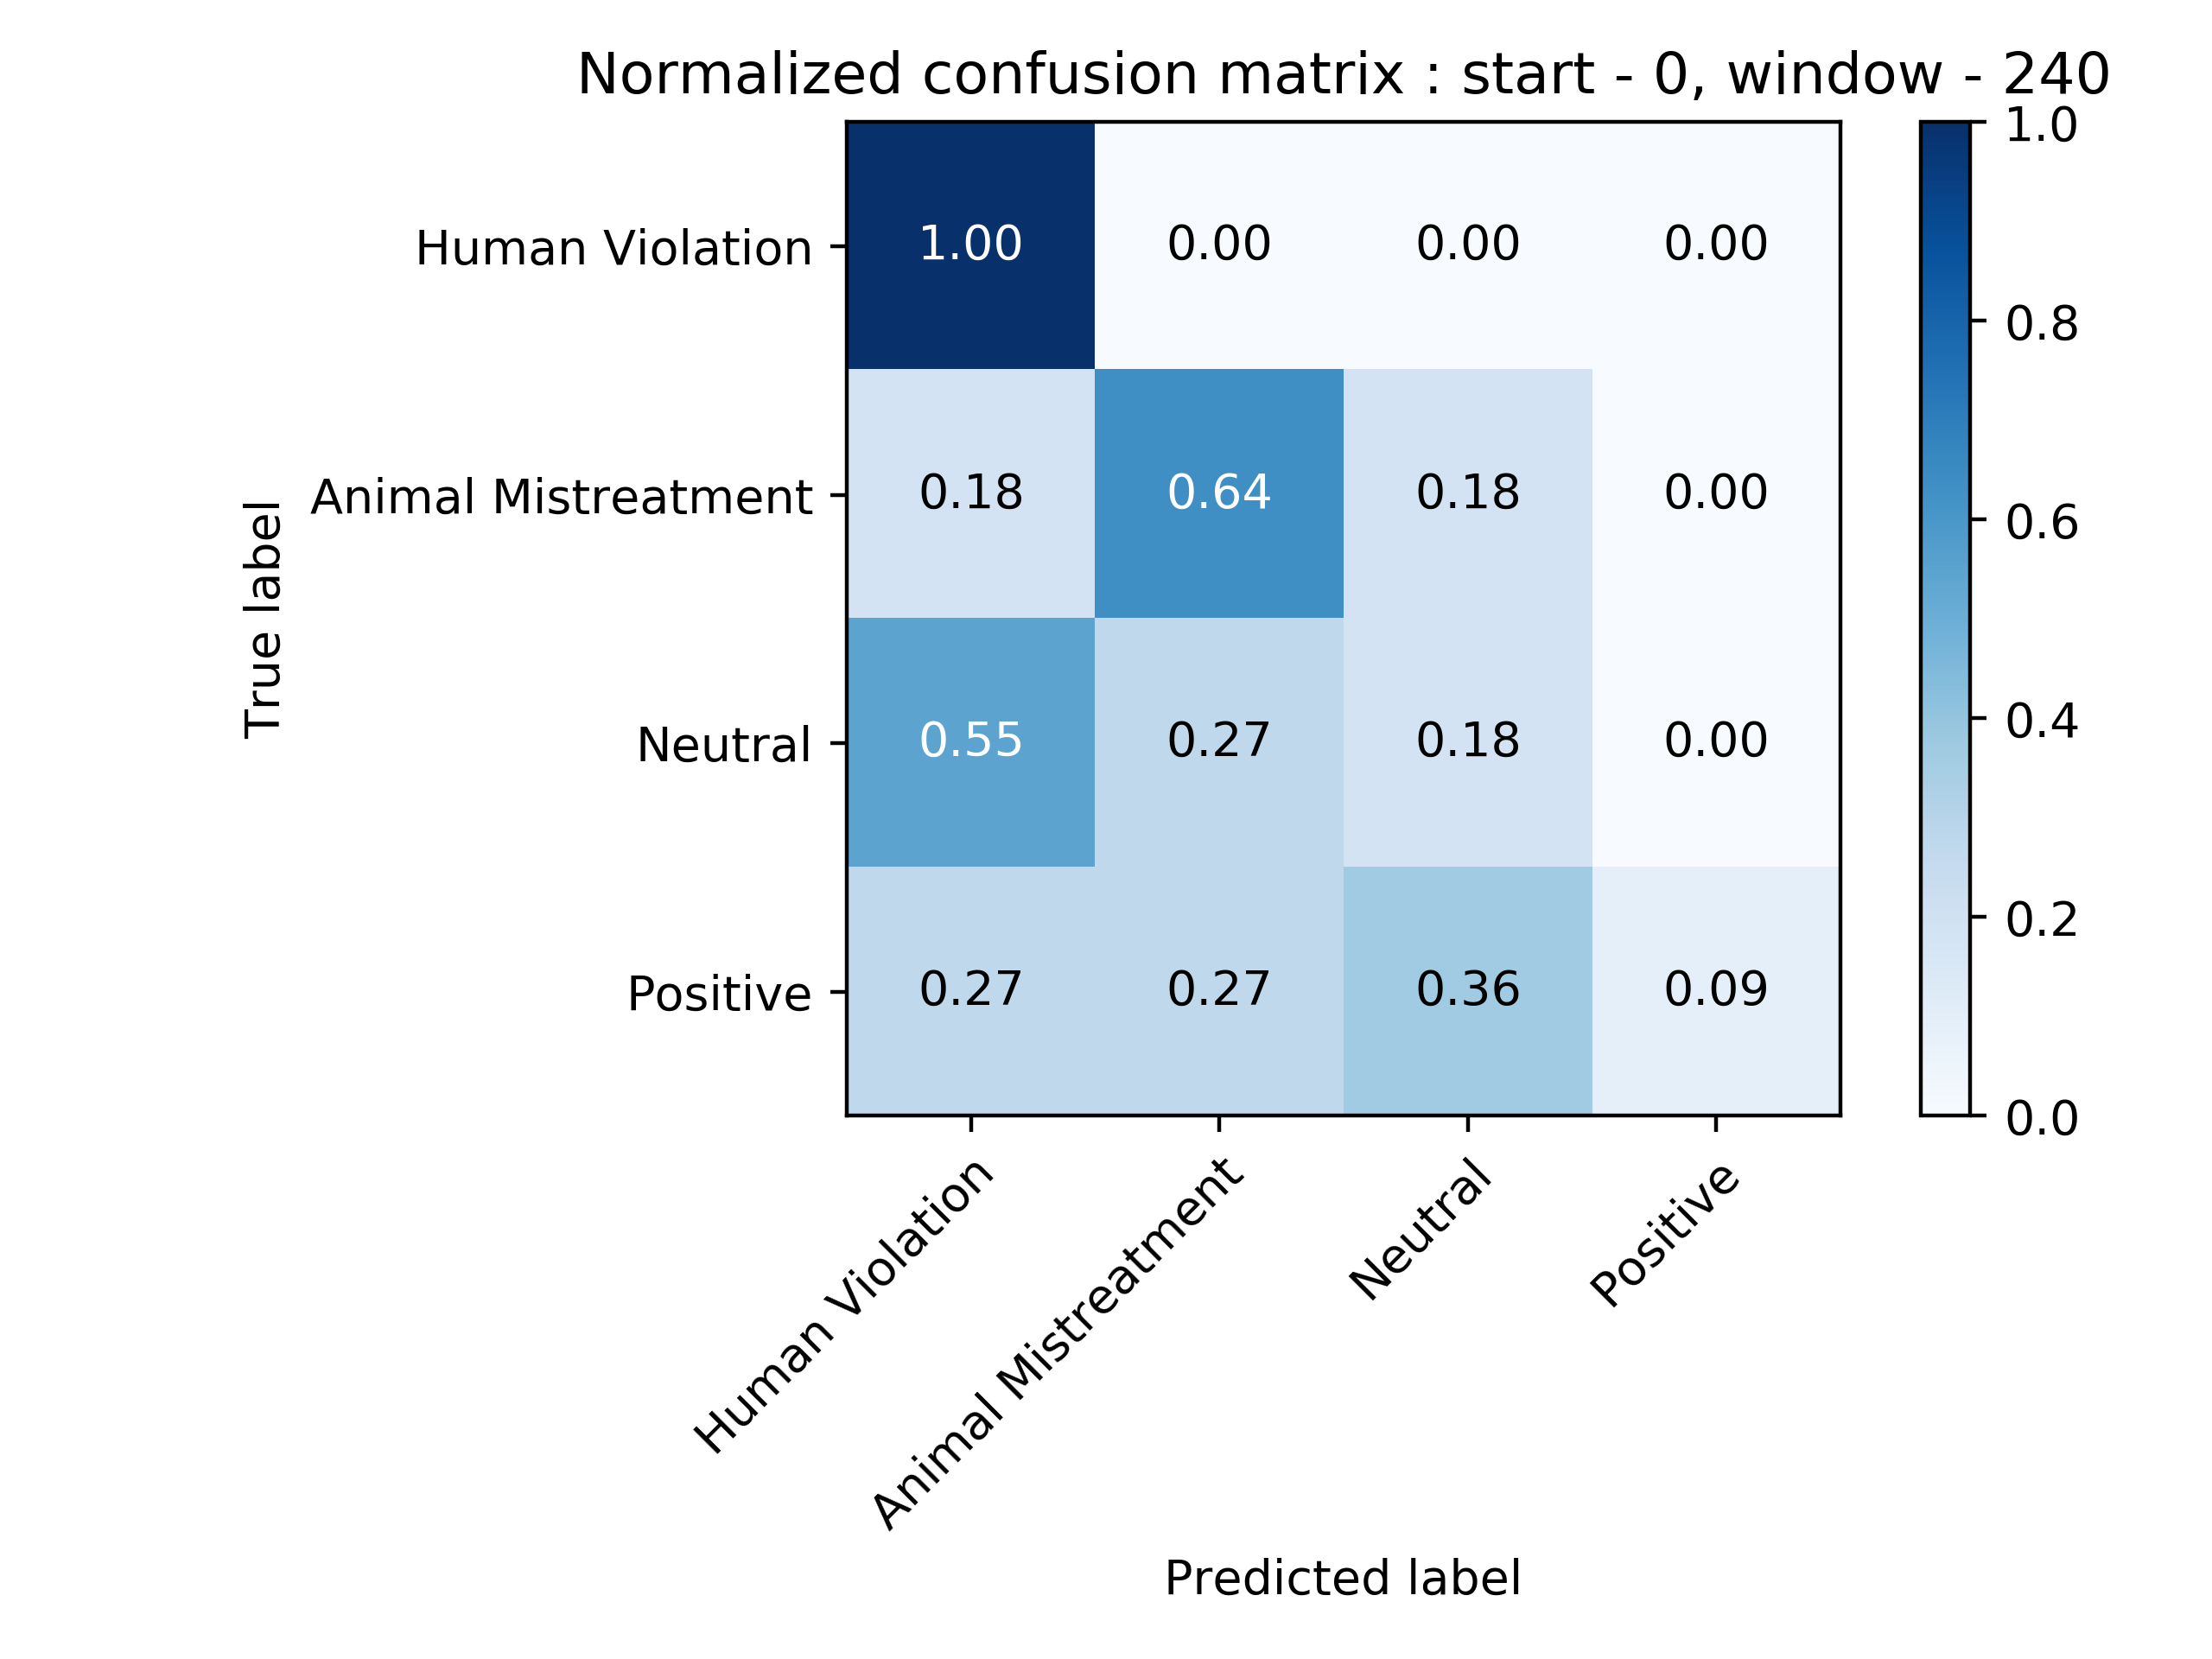 Normalized confusion matrix : start - 0, window - 240
True label
Human Violation
1.00 0.00 0.00 0.00
Animal Mistreatment
0.18 0.64 0.18 0.00
Neutral
0.55 0.27 0.18 0.00
Positive
0.27 0.27 0.36 0.09
Human Violation
Animal Mistreatment
Neutral
Positive
Predicted label
1.0
0.8
0.6
0.4
0.2
0.0